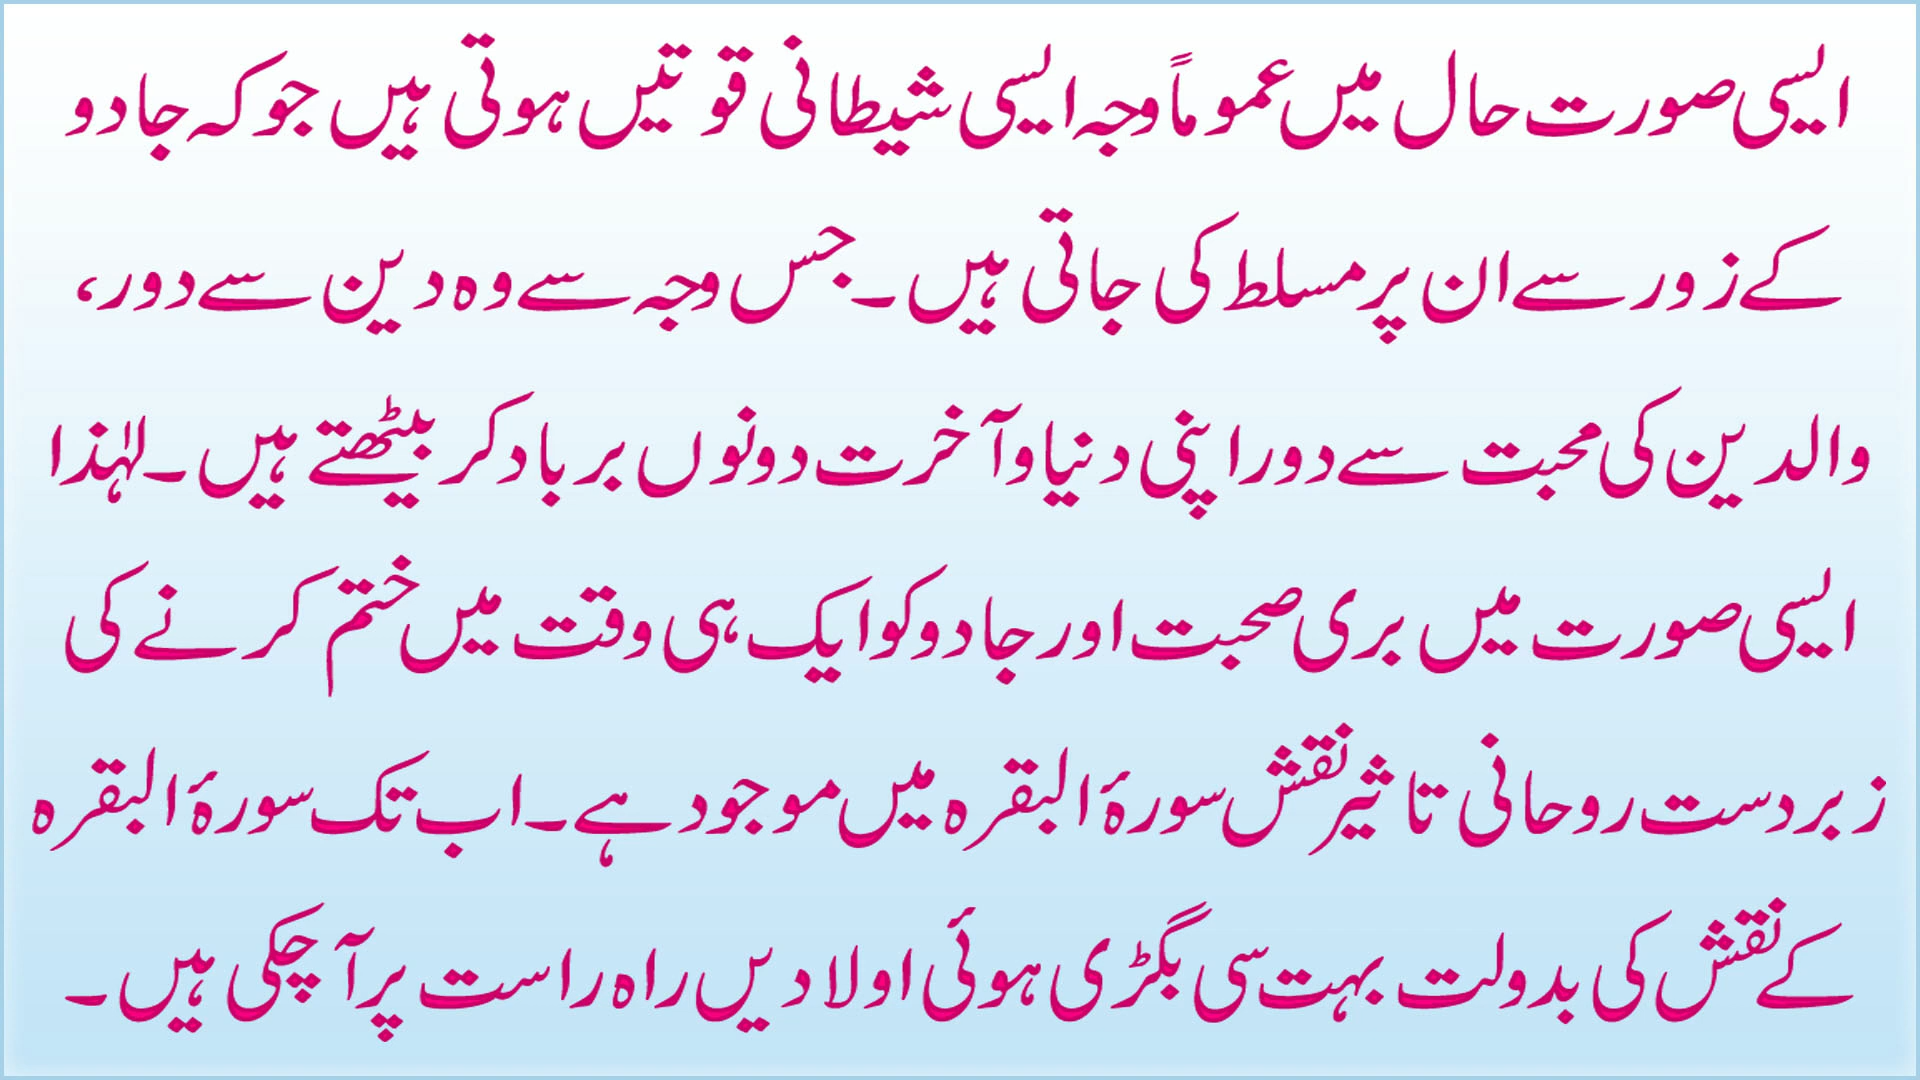 ایسی صورت حال میں عموماً وجہ ایسی شیطانی قوتیں ہوتی ہیں جو کہ جادو
کے زور سے ان پر مسلط کی جاتی ہیں۔ جس وجہ سے وہ دین سے دور،
والدین کی محبت سے دور اپنی دنیا و آخرت دونوں برباد کر بیٹھتے ہیں۔ لہٰذا
ایسی صورت میں بری صحبت اور جادو کو ایک ہی وقت میں ختم کرنے کی
زبردست روحانی تاثیر نقش سورۂ البقرہ میں موجود ہے۔ اب تک سورۂ البقرہ
کے نقش کی بدولت بہت سی بگڑی ہوئی اولادیں راہ راست پر آ چکی ہیں۔